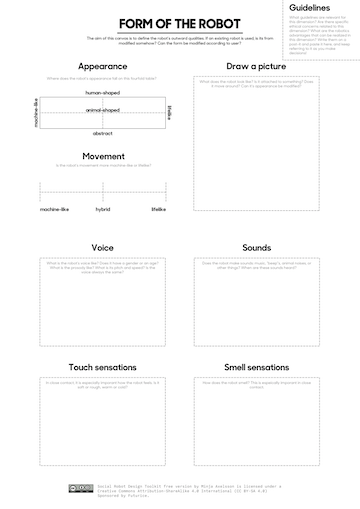 Guidelines
What guidelines are relevant for
this dimension? Are there specific
ethical concerns related to this
dimension? What are the
advantages that can be realized in
this dimension? Write them on a
post-it and paste it here and keep
referring to it as you make
decisions.
FORM OF THE ROBOT
The aim of this canvas is to define the robot's outward qualities. If an existing robot is used, is its form
modified somehow? Can the form be modified according to user?
Appearance
Where does the robot's appearance fall on this
human-shaped
machine-like
animal-shaped
lifelike
abstract
Draw a picture
What does the robot look like? Is it attached to something? Does
it move around? Can its appearance be modified?
Movement
Is the robot's movement more machine-like or lifelike?
machine-like hybrid lifelike
Voice
What is the robot's voice like? Does it have a gender or an age?
What is the prosody like? What is its pitch and speed? Is the
voice always the same?
Sounds
Does the robot make sounds: music, beeps, animal noises, or
other things? When are these sounds heard?
Touch sensations
In close contact, it is especially important how the robot feels: is it
soft or rough, warm or cold?
Smell sensations
How does the robot smell? This is especially important in close
contact.
Social Robot Design Toolkit free version by Minja Axelsson is licensed under a
Creative Commons Attribution-ShareAlike 4.0 International (CC BY-SA 4.0)
Sponsored by Futurice.